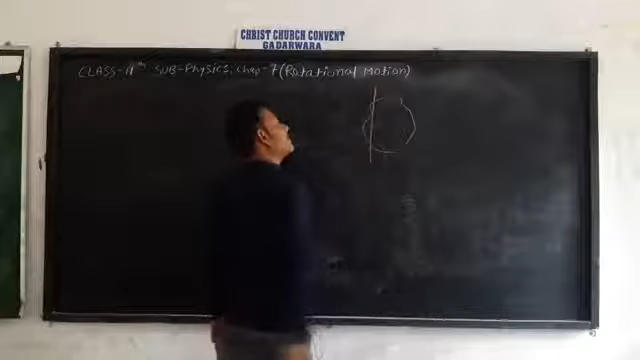 CHRIST CHURCH CONVENT
GADARWARA
CLASS-11th SUB-Physics, Chap-7 (Rotational Motion)